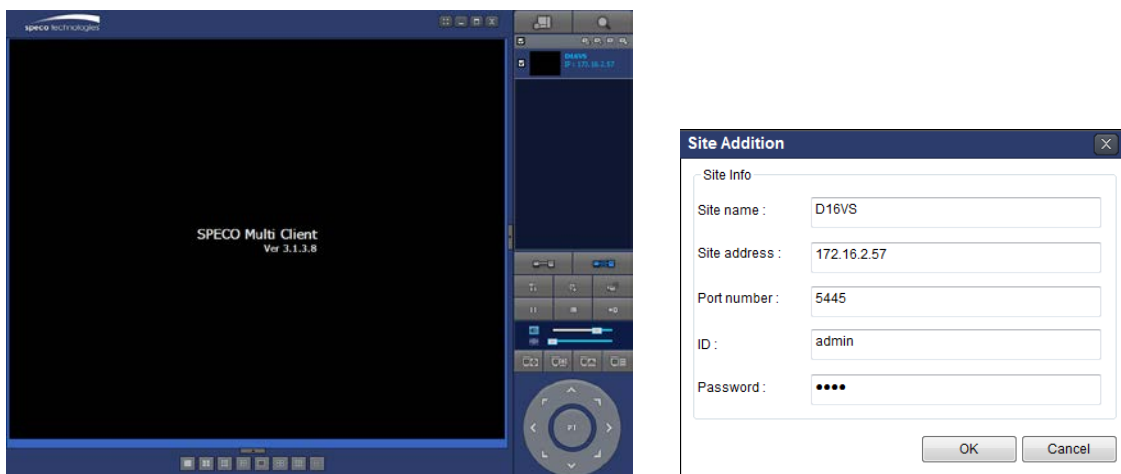 speco technologies
D16VS
IP : 172.16.2.57
SPECO Multi Client
Ver 3.1.3.8
PT
Site Addition
X
Site Info
Site name :
D16VS
Site address :
172.16.2.57
Port number :
5445
ID :
admin
Password :
••••
OK
Cancel